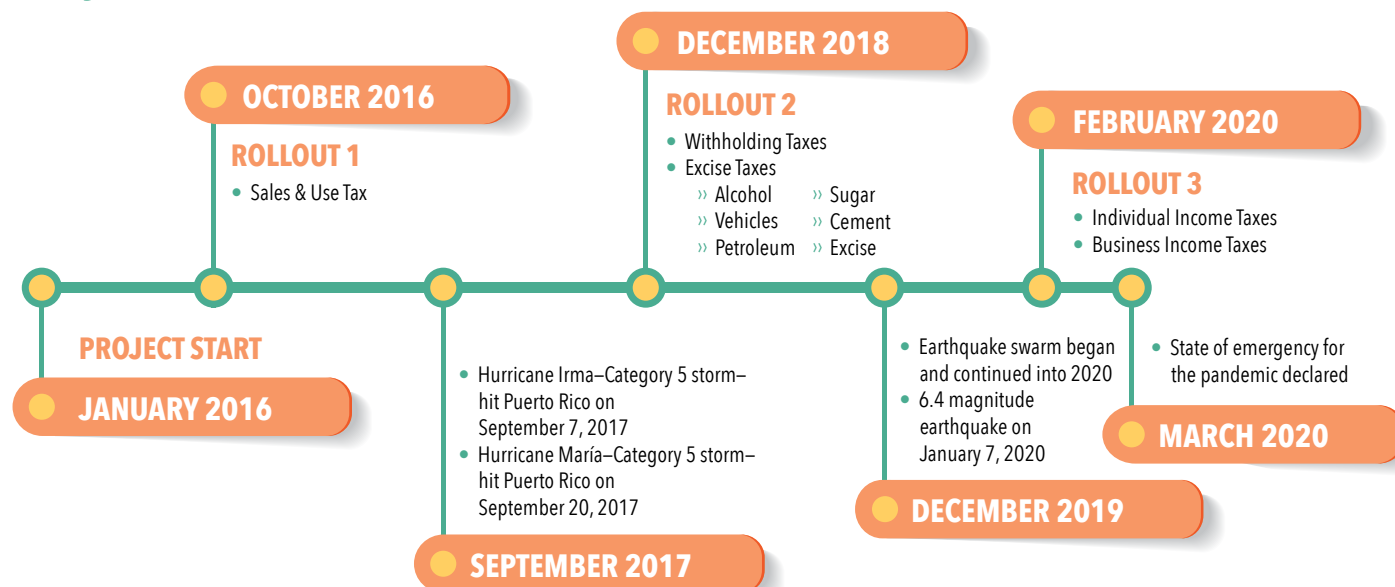 OCTOBER 2016
ROLLOUT 1
• Sales & Use Tax
DECEMBER 2018
ROLLOUT 2
• Withholding Taxes
• Excise Taxes
›› Alcohol ›› Sugar
›› Vehicles ›› Cement
›› Petroleum ›› Excise
FEBRUARY 2020
ROLLOUT 3
• Individual Income Taxes
• Business Income Taxes
PROJECT START
JANUARY 2016
• Hurricane Irma–Category 5 storm–
hit Puerto Rico on
September 7, 2017
• Hurricane María–Category 5 storm–
hit Puerto Rico on
September 20, 2017
SEPTEMBER 2017
• Earthquake swarm began
and continued into 2020
• 6.4 magnitude
earthquake on
January 7, 2020
DECEMBER 2019
• State of emergency for
the pandemic declared
MARCH 2020